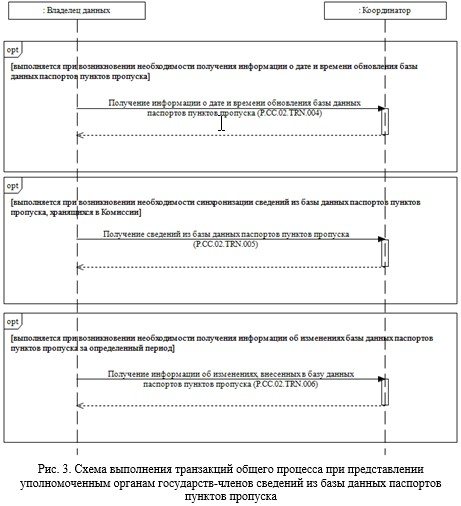 : Владелец данных
: Координатор
opt
[выполняется при возникновении необходимости получения информации о дате и времени обновления базы
данных паспортов пунктов пропуска]
Получение информации о дате и времени обновления базы данных
паспортов пунктов пропуска (P.CC.02.TRN.004)
opt
[выполняется при возникновении необходимости синхронизации сведений из базы данных паспортов пунктов
пропуска, хранящихся в Комиссии]
Получение сведений из базы данных паспортов пунктов пропуска
(P.CC.02.TRN.005)
opt
[выполняется при возникновении необходимости получения информации об изменениях базы данных паспортов
пунктов пропуска за определенный период]
Получение информации об изменениях, внесенных в базу данных
паспортов пунктов пропуска (P.CC.02.TRN.006)
Рис. 3. Схема выполнения транзакций общего процесса при представлении
уполномоченным органам государств-членов сведений из базы данных паспортов
пунктов пропуска